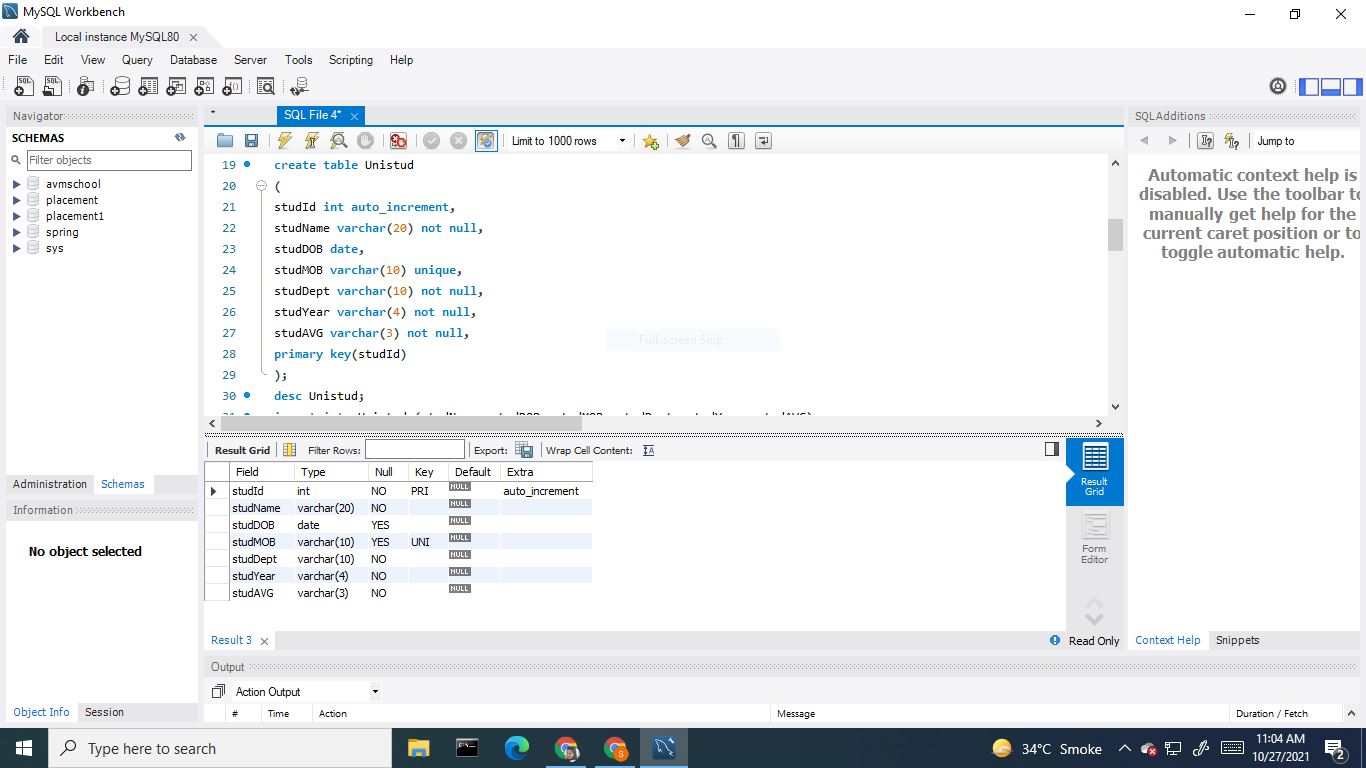 MySQL Workbench
Local instance MySQL80
File Edit View Query Database Server Tools Scripting Help
Navigator
SCHEMAS
Filter objects
avmschool
placement
placement1
spring
sys
Administration Schemas
Information
No object selected
Object Info Session
*
SQL File 4*
Limit to 1000 rows
19 create table Unistud
20 (
21 studId int auto_increment,
22 studName varchar(20) not null,
23 studDOB date,
24 studMOB varchar(10) unique,
25 studDept varchar(10) not null,
26 studYear varchar(4) not null,
27 studAVG varchar(3) not null,
28 primary key(studId)
29 );
30 desc Unistud;
Full-screen Snip
Result Grid Filter Rows: Export: Wrap Cell Content: IA
Field Type Null Key Default Extra
studId int NO PRI NULL auto_increment
studName varchar(20) NO NULL
studDOB date YES NULL
studMOB varchar(10) YES UNI NULL
studDept varchar(10) NO NULL
studYear varchar(4) NO NULL
studAVG varchar(3) NO NULL
Result Grid
Form Editor
Result 3
Read Only
Output
Action Output
# Time Action Message Duration / Fetch
SQLAdditions
Jump to
Automatic context help is
disabled. Use the toolbar to
manually get help for the
current caret position or to
toggle automatic help.
Context Help Snippets
Type here to search
34°C Smoke
11:04 AM
10/27/2021
2